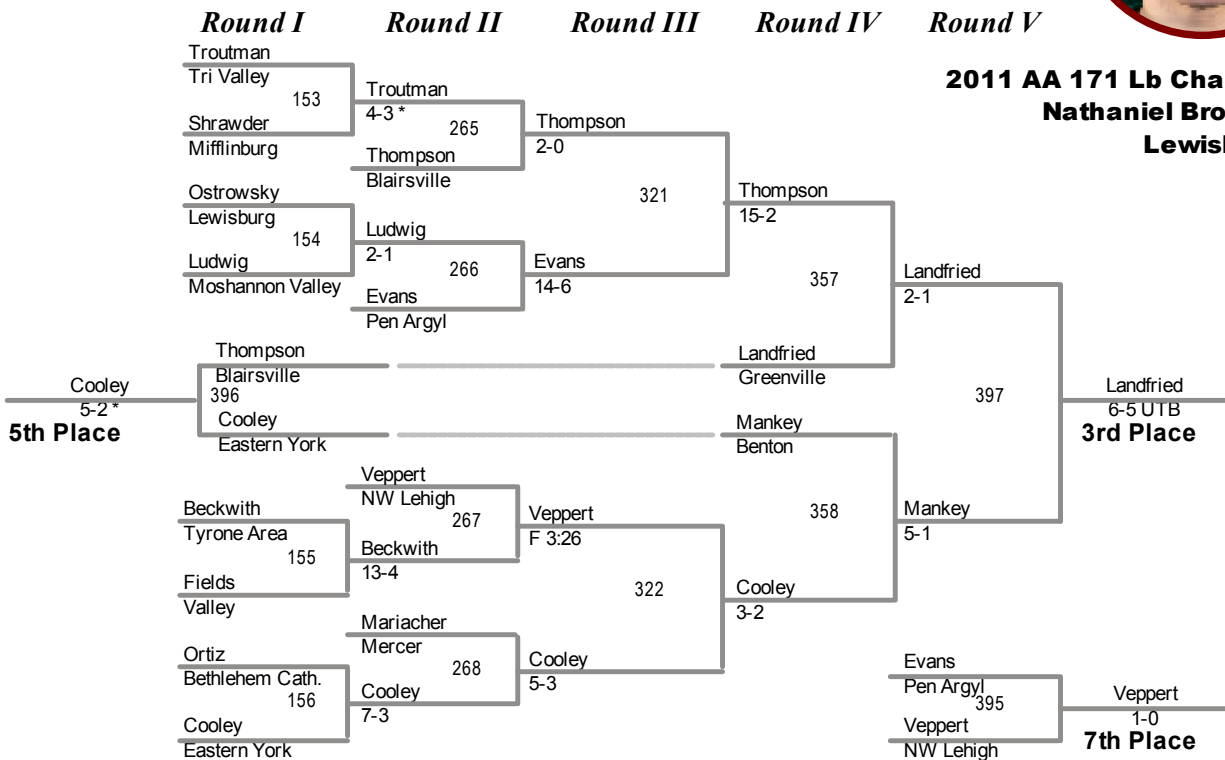 Round I
Round II
Round III
Round IV
Round V
2011 AA 171 Lb Cha
Nathaniel Bro
Lewis
Troutman
Tri Valley
153
Shrawder
Mifflinburg
Ostrowsky
Lewisburg
154
Ludwig
Moshannon Valley
Troutman
4-3 *
265
Thompson
Blairsville
Ludwig
2-1
266
Evans
Pen Argyl
Thompson
2-0
321
Evans
14-6
Thompson
15-2
357
Landfried
Greenville
Landfried
2-1
Thompson
Blairsville
396
Cooley
Eastern York
Cooley
5-2 *
5th Place
397
Landfried
6-5 UTB
3rd Place
Mankey
Benton
358
Mankey
5-1
Veppert
NW Lehigh
267
Beckwith
Tyrone Area
155
Fields
Valley
Beckwith
13-4
Veppert
F 3:26
322
Cooley
3-2
Mariacher
Mercer
268
Ortiz
Bethlehem Cath.
156
Cooley
Eastern York
Cooley
7-3
Cooley
5-3
Evans
Pen Argyl
395
Veppert
NW Lehigh
Veppert
1-0
7th Place